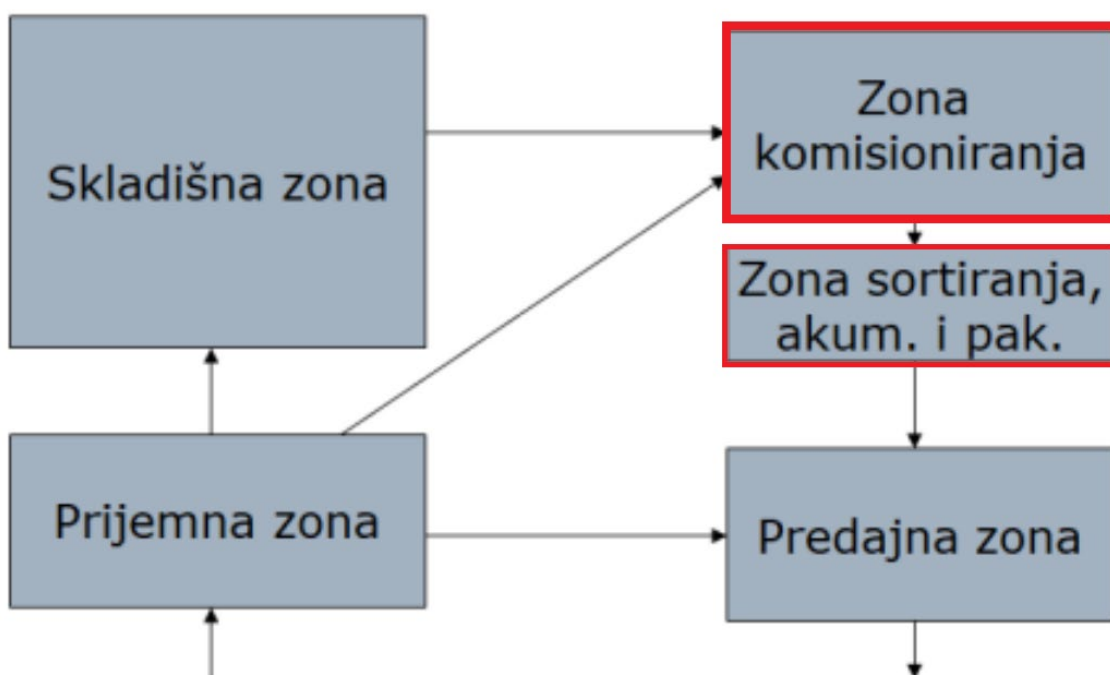 Skladišna zona
Zona
komisioniranja
Zona sortiranja,
akum. i pak.
Prijemna zona
Predajna zona